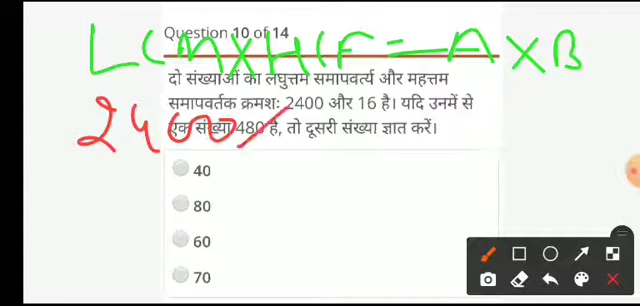 Question 10 of 14
LCM×HCF=A×B
दो संख्याओं का लघुत्तम समापवर्त्य और महत्तम
समापवर्तक क्रमशः 2400 और 16 है। यदि उनमें से
एक संख्या 480 है, तो दूसरी संख्या ज्ञात करें।
2400
40
80
60
70